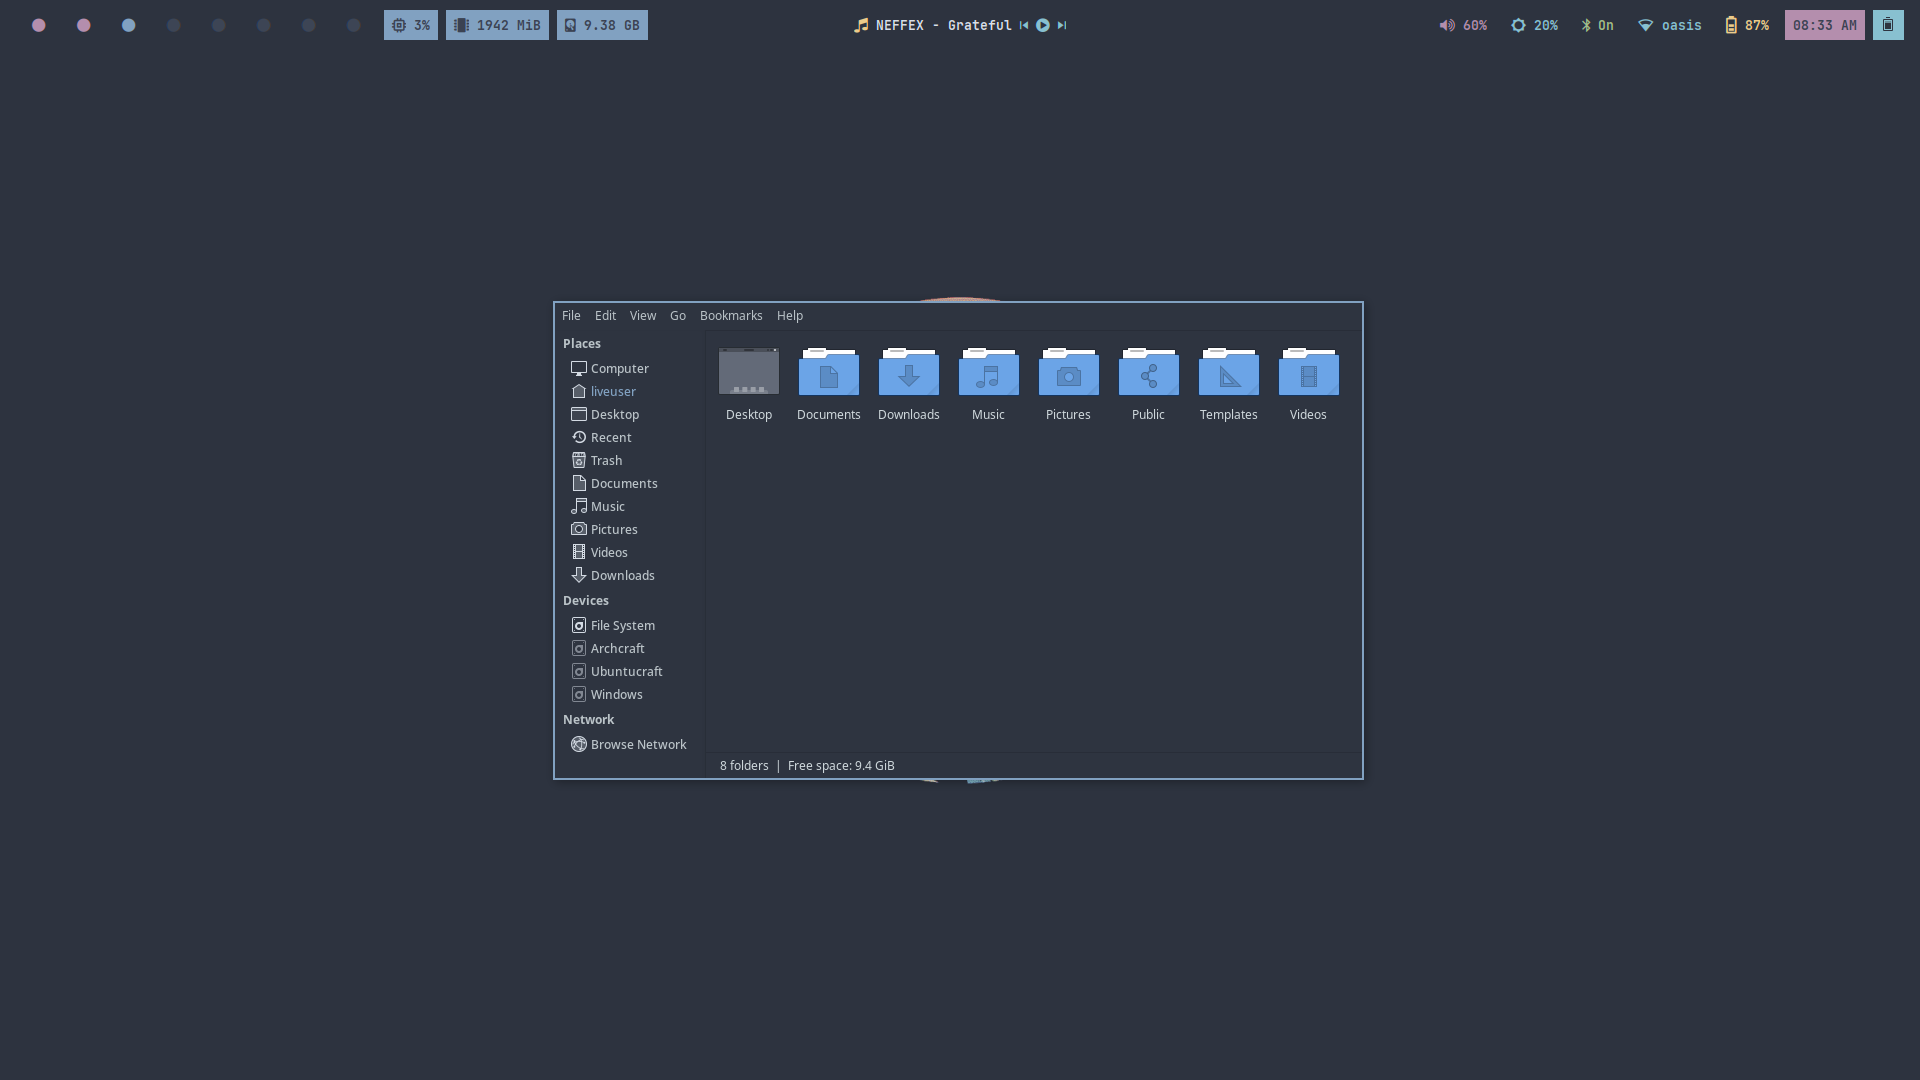 3% 1942 MiB 9.38 GB NEFFEX - Grateful 60% 20% On oasis 87% 08:33 AM
File Edit View Go Bookmarks Help
Places
Computer
liveuser
Desktop
Recent
Trash
Documents
Music
Pictures
Videos
Downloads
Devices
File System
Archcraft
Ubuntucraft
Windows
Network
Browse Network
Desktop Documents Downloads Music Pictures Public Templates Videos
8 folders | Free space: 9.4 GiB